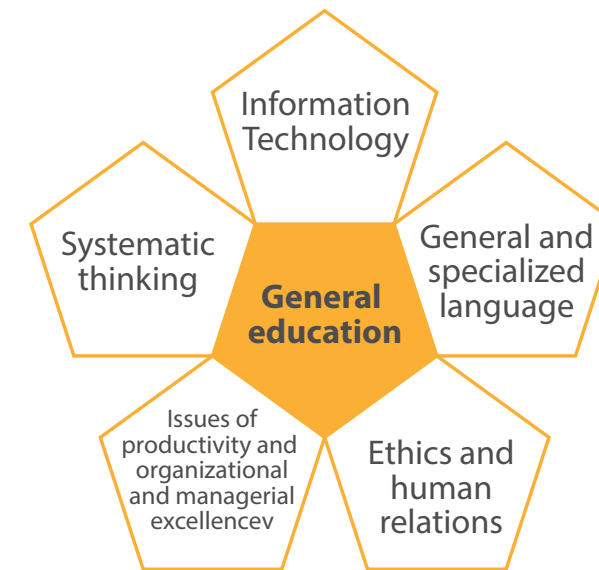 Information
Technology
General and
specialized
language
Systematic
thinking
General
education
Issues of
productivity and
organizational
and managerial
excellencev
Ethics and
human
relations